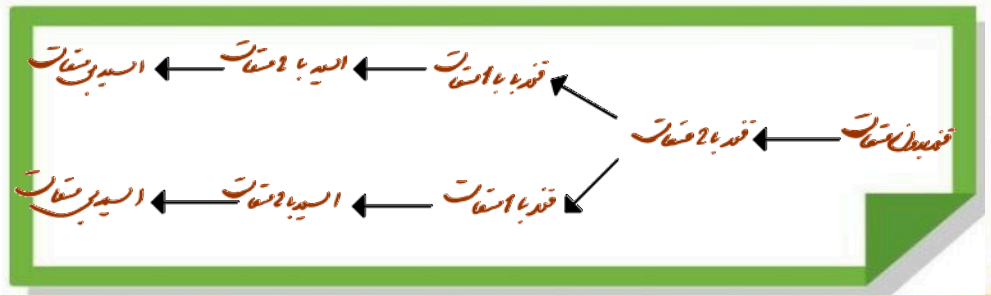 قند بدون فسفات
قند با 2 فسفات
قند با با 1 فسفات
اسید با 2 فسفات
اسید بی فسفات
قند با 1 فسفات
اسید با 2 فسفات
اسید بی فسفات